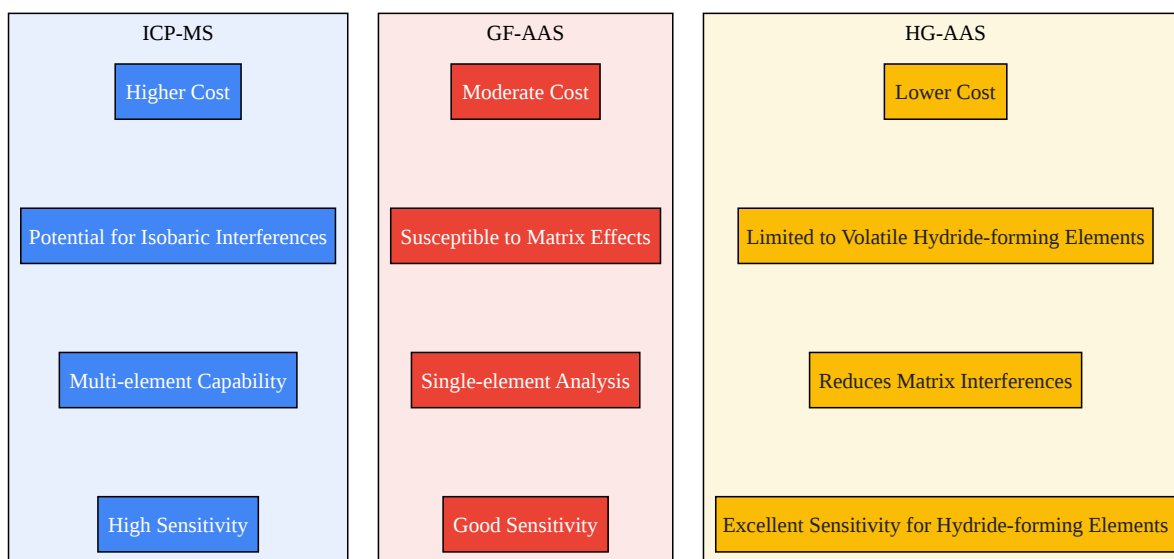 ICP-MS
Higher Cost
Potential for Isobaric Interferences
Multi-element Capability
High Sensitivity
GF-AAS
Moderate Cost
Susceptible to Matrix Effects
Single-element Analysis
Good Sensitivity
HG-AAS
Lower Cost
Limited to Volatile Hydride-forming Elements
Reduces Matrix Interferences
Excellent Sensitivity for Hydride-forming Elements